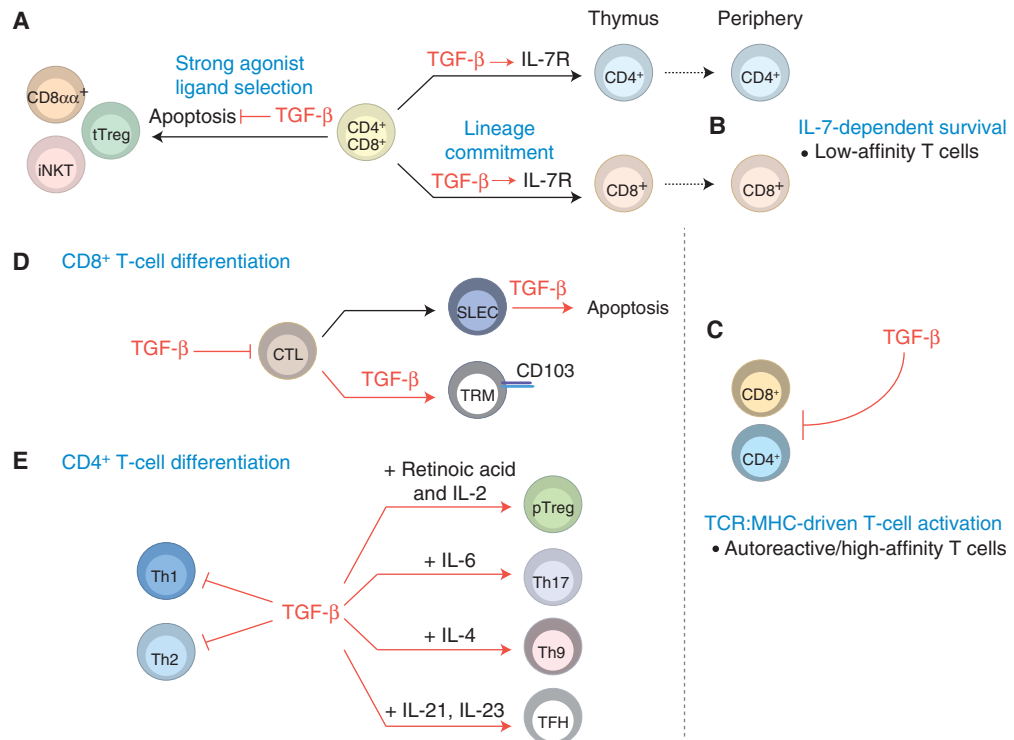 A
Thymus
Periphery
Strong agonist
ligand selection
Apoptosis
TGF-β
CD8αα⁺
tTreg
iNKT
CD4⁺
CD8⁺
TGF-β → IL-7R
CD4⁺
CD4⁺
Lineage
commitment
TGF-β → IL-7R
CD8⁺
CD8⁺
B
IL-7-dependent survival
• Low-affinity T cells
D
CD8⁺ T-cell differentiation
TGF-β
CTL
SLEC
TGF-β
Apoptosis
TGF-β
TRM
CD103
C
TGF-β
CD8⁺
CD4⁺
TCR:MHC-driven T-cell activation
• Autoreactive/high-affinity T cells
E
CD4⁺ T-cell differentiation
Th1
Th2
TGF-β
+ Retinoic acid
and IL-2
pTreg
+ IL-6
Th17
+ IL-4
Th9
+ IL-21, IL-23
TFH